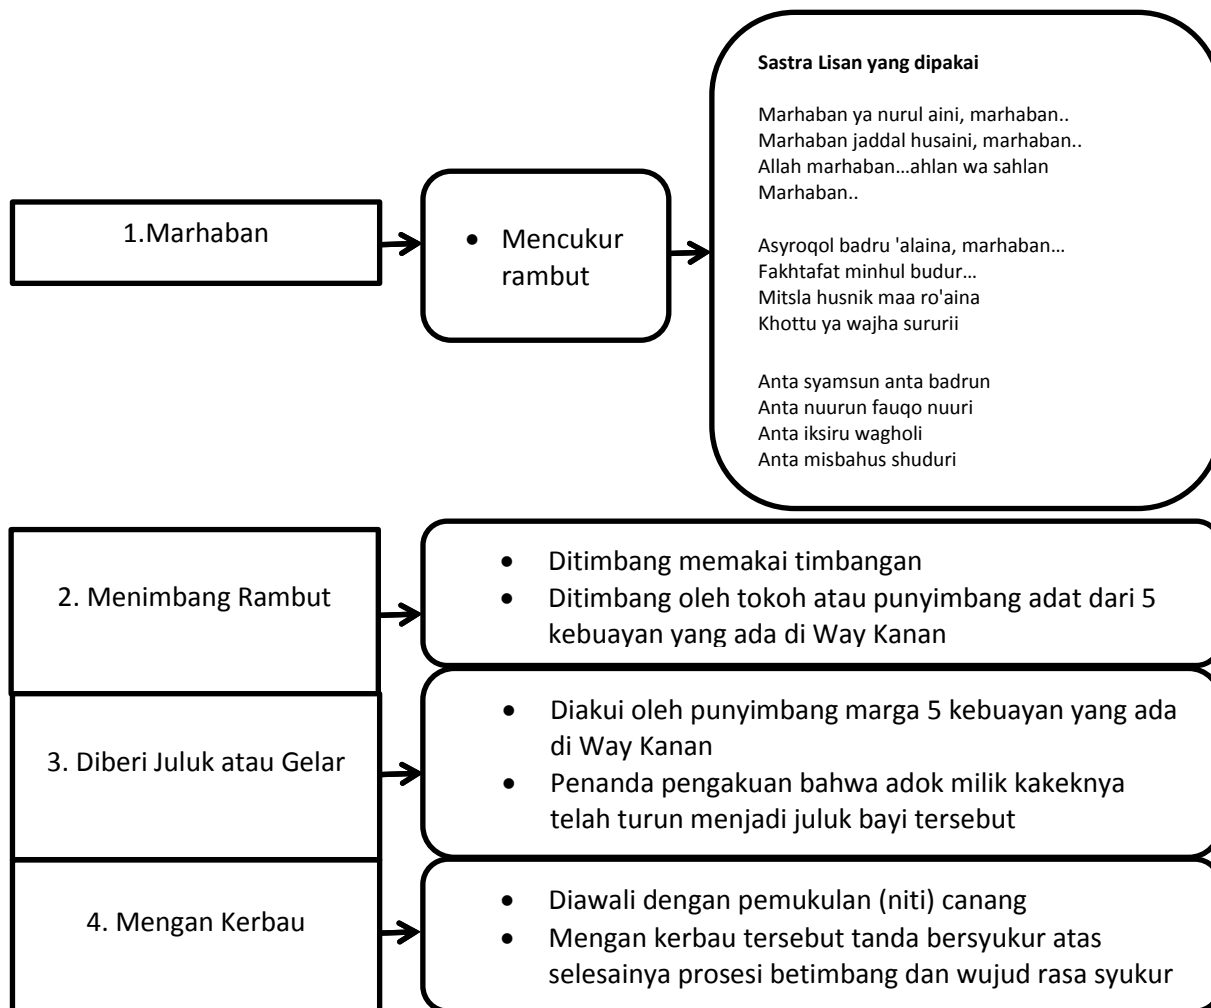 1.Marhaban
• Mencukur
rambut
Sastra Lisan yang dipakai
Marhaban ya nurul aini, marhaban..
Marhaban jaddal husaini, marhaban..
Allah marhaban...ahlan wa sahlan
Marhaban..
Asyroqol badru 'alaina, marhaban...
Fakhtafat minhul budur...
Mitsla husnik maa ro'aina
Khottu ya wajha sururii
Anta syamsun anta badrun
Anta nuurun fauqo nuuri
Anta iksiru wagholi
Anta misbahus shuduri
2. Menimbang Rambut
• Ditimbang memakai timbangan
• Ditimbang oleh tokoh atau punyimbang adat dari 5
kebuayan yang ada di Way Kanan
3. Diberi Juluk atau Gelar
• Diakui oleh punyimbang marga 5 kebuayan yang ada
di Way Kanan
• Penanda pengakuan bahwa adok milik kakeknya
telah turun menjadi juluk bayi tersebut
4. Mengan Kerbau
• Diawali dengan pemukulan (niti) canang
• Mengan kerbau tersebut tanda bersyukur atas
selesainya prosesi betimbang dan wujud rasa syukur